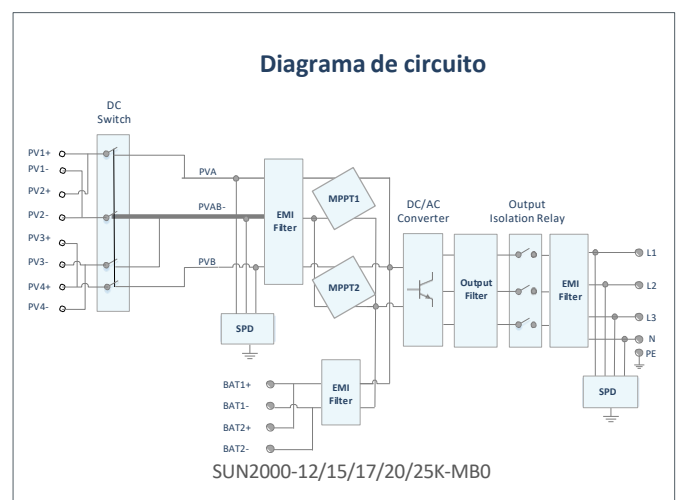 Diagrama de circuito
DC
Switch
PV1+
PV1-
PV2+
PV2-
PV3+
PV3-
PV4+
PV4-
PVA
PVAB-
PVB
EMI
Filter
MPPT1
MPPT2
SPD
DC/AC
Converter
Output
Filter
Output
Isolation Relay
EMI
Filter
L1
L2
L3
N
PE
SPD
BAT1+
BAT1-
BAT2+
BAT2-
EMI
Filter
SUN2000-12/15/17/20/25K-MB0